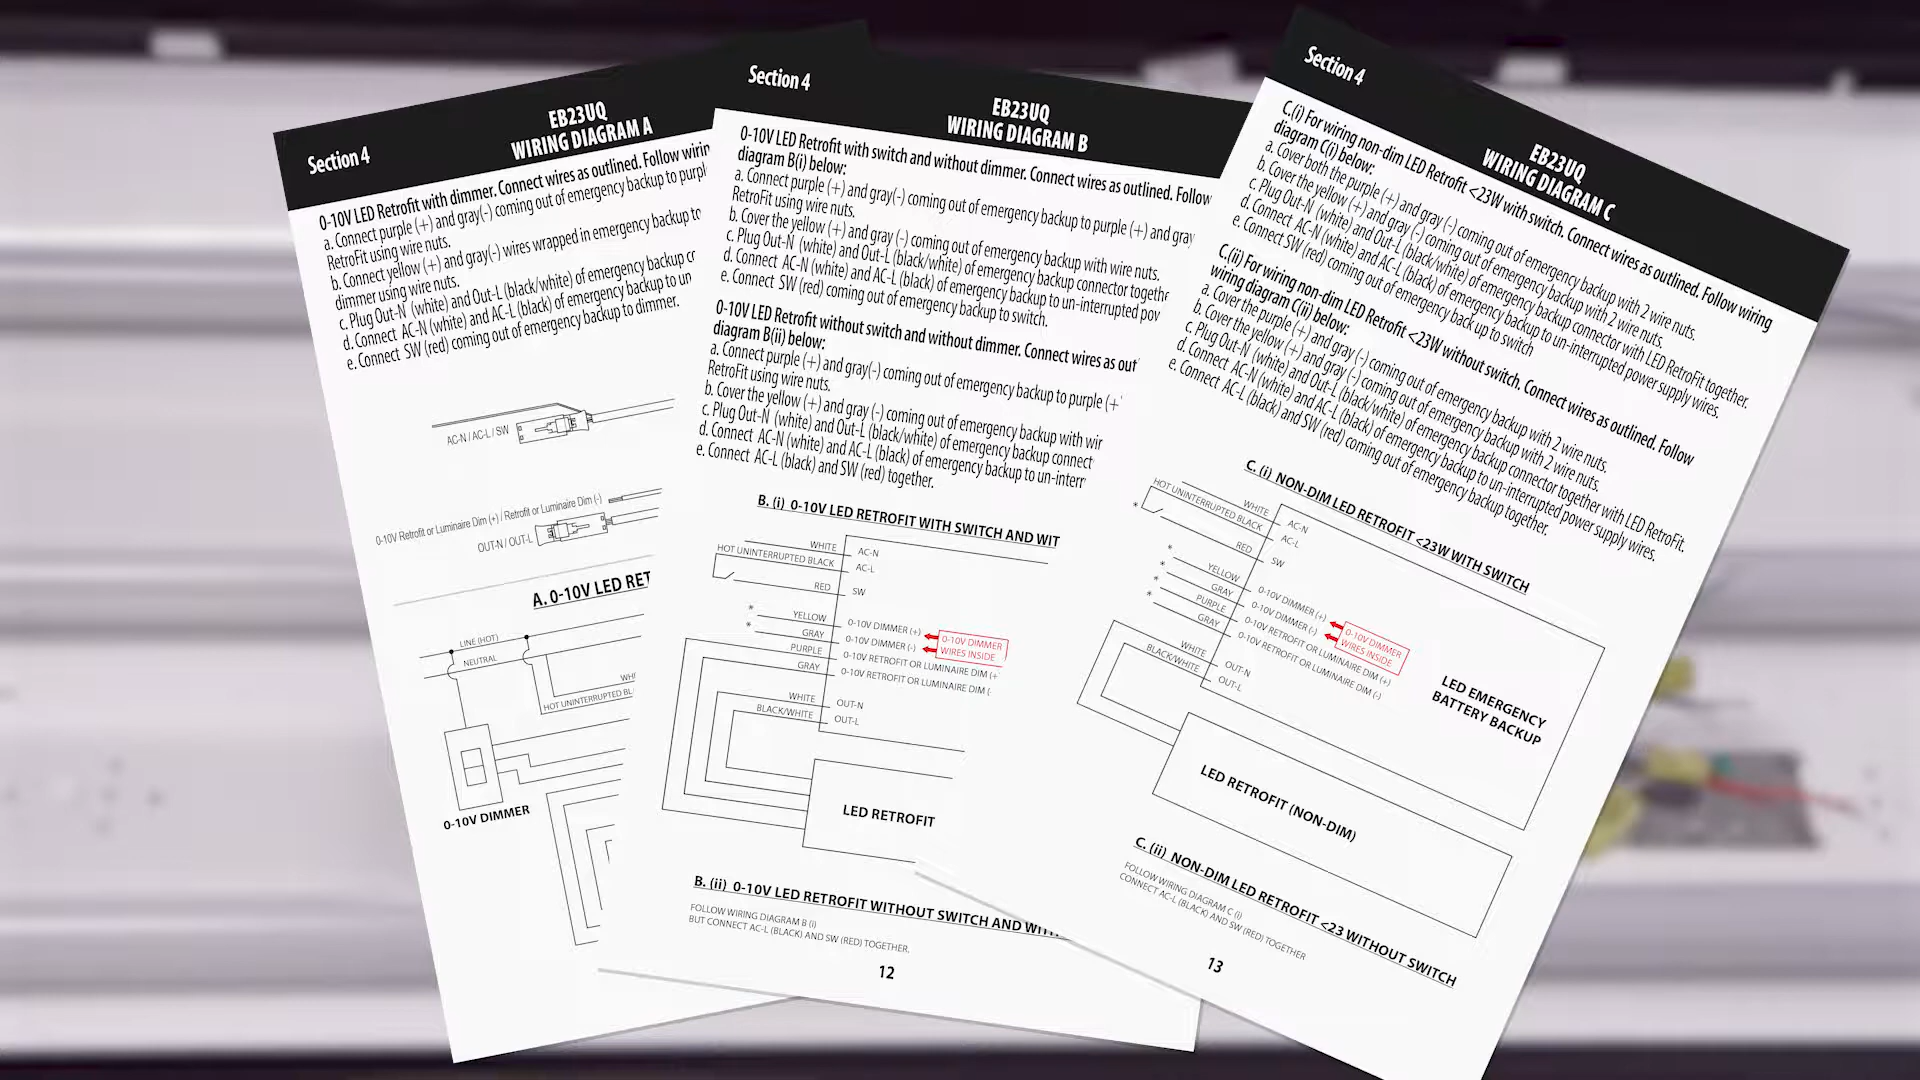 Section 4
EB23UQ
WIRING DIAGRAM A
0-10V LED Retrofit with dimmer. Connect wires as outlined. Follow
a. Connect purple (+) and gray(-) coming out of emergency backup to
RetroFit using wire nuts.
b. Connect yellow (+) and gray(-) wires wrapped in emergency backup to
dimmer using wire nuts.
c. Plug Out-N (white) and Out-L (black/white) of emergency backup
d. Connect AC-N (white) and AC-L (black) of emergency backup to
e. Connect SW (red) coming out of emergency backup to dimmer.
AC-N / AC-L / SW
0-10V Retrofit or Luminaire Dim (+) / Retrofit or Luminaire Dim (-)
OUT-N / OUT-L
A. 0-10V LED
LINE (HOT)
NEUTRAL
HOT UNINTERRUPTED
0-10V DIMMER
Section 4
EB23UQ
WIRING DIAGRAM B
0-10V LED Retrofit with switch and without dimmer. Connect wires as outlined. Follow
diagram B(i) below:
a. Connect purple (+) and gray(-) coming out of emergency backup to purple (+) and gray
RetroFit using wire nuts.
b. Cover the yellow (+) and gray (-) coming out of emergency backup with wire nuts.
c. Plug Out-N (white) and Out-L (black/white) of emergency backup connector
d. Connect AC-N (white) and AC-L (black) of emergency backup to un-interrupted
e. Connect SW (red) coming out of emergency backup to switch.
0-10V LED Retrofit without switch and without dimmer. Connect wires as
diagram B(ii) below:
a. Connect purple (+) and gray(-) coming out of emergency backup to purple (+
RetroFit using wire nuts.
b. Cover the yellow (+) and gray (-) coming out of emergency backup with
c. Plug Out-N (white) and Out-L (black/white) of emergency backup
d. Connect AC-N (white) and AC-L (black) of emergency backup to
e. Connect AC-L (black) and SW (red) together.
B. (i) 0-10V LED RETROFIT WITH SWITCH AND
WHITE AC-N
HOT UNINTERRUPTED BLACK AC-L
RED SW
* YELLOW 0-10V DIMMER (+)
* GRAY 0-10V DIMMER (-)
PURPLE 0-10V RETROFIT OR LUMINAIRE DIM (+
GRAY 0-10V RETROFIT OR LUMINAIRE DIM (-
0-10V DIMMER
WIRES INSIDE
WHITE OUT-N
BLACK/WHITE OUT-L
LED RETROFIT
B. (ii) 0-10V LED RETROFIT WITHOUT SWITCH AND
FOLLOW WIRING DIAGRAM B (i)
BUT CONNECT AC-L (BLACK) AND SW (RED) TOGETHER.
12
Section 4
EB23UQ
WIRING DIAGRAM C
C.(i) For wiring non-dim LED Retrofit <23W with switch. Connect wires as outlined. Follow wiring
diagram C(i) below:
a. Cover both the purple (+) and gray (-) coming out of emergency backup with 2 wire nuts.
b. Cover the yellow (+) and gray (-) coming out of emergency backup with 2 wire nuts.
c. Plug Out-N (white) and Out-L (black/white) of emergency backup connector with LED RetroFit together.
d. Connect AC-N (white) and AC-L (black) of emergency backup to un-interrupted power supply wires.
e. Connect SW (red) coming out of emergency back up to switch
C.(ii) For wiring non-dim LED Retrofit <23W without switch. Connect wires as outlined. Follow
wiring diagram C(ii) below:
a. Cover the purple (+) and gray (-) coming out of emergency backup with 2 wire nuts.
b. Cover the yellow (+) and gray (-) coming out of emergency backup with 2 wire nuts.
c. Plug Out-N (white) and Out-L (black/white) of emergency backup connector together with LED RetroFit.
d. Connect AC-N (white) and AC-L (black) of emergency backup to un-interrupted power supply wires.
e. Connect AC-L (black) and SW (red) coming out of emergency backup together.
C. (i) NON-DIM LED RETROFIT <23W WITH SWITCH
WHITE AC-N
HOT UNINTERRUPTED BLACK AC-L
* RED SW
* YELLOW 0-10V DIMMER (+)
* GRAY 0-10V DIMMER (-)
* PURPLE 0-10V RETROFIT OR LUMINAIRE DIM (+)
* GRAY 0-10V RETROFIT OR LUMINAIRE DIM (-)
0-10V DIMMER
WIRES INSIDE
WHITE OUT-N
BLACK/WHITE OUT-L
LED EMERGENCY
BATTERY BACKUP
LED RETROFIT (NON-DIM)
C. (ii) NON-DIM LED RETROFIT <23 WITHOUT SWITCH
FOLLOW WIRING DIAGRAM C (i)
CONNECT AC-L (BLACK) AND SW (RED) TOGETHER
13